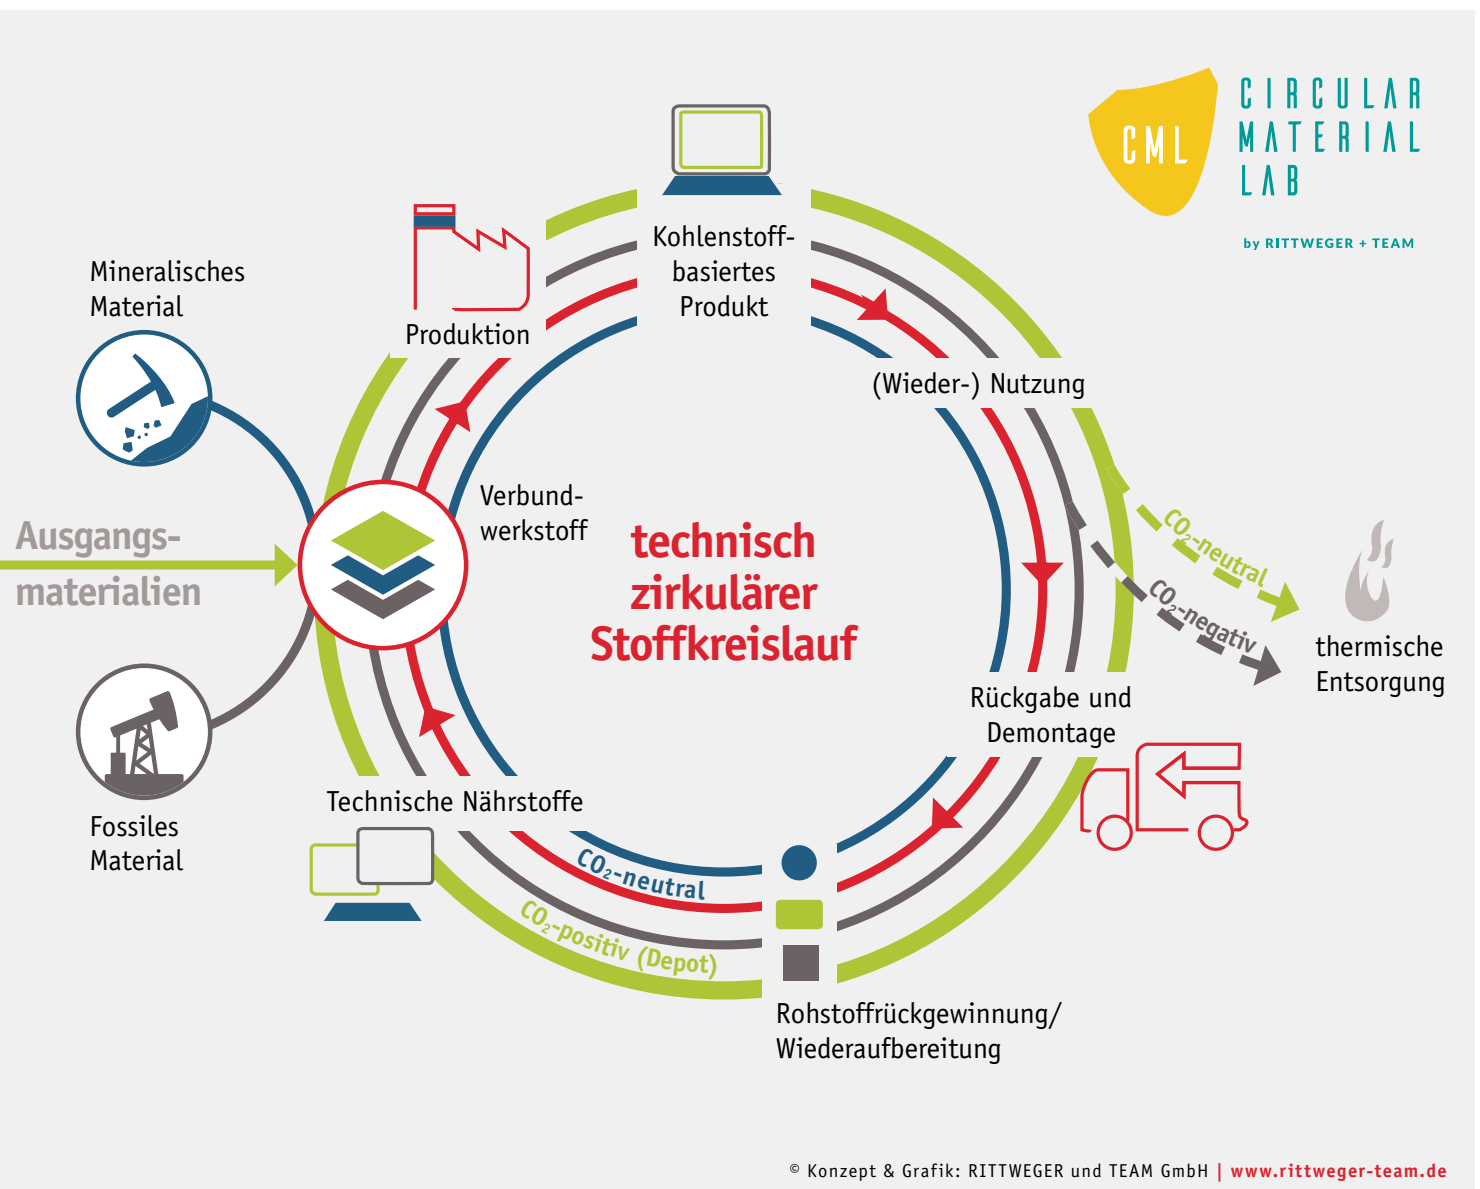 CML
CIRCULAR
MATERIAL
LAB
by RITTWEGER + TEAM
Kohlenstoff-
basiertes
Produkt
Mineralisches
Material
Produktion
(Wieder-) Nutzung
Verbund-
werkstoff
Ausgangs-
materialien
technisch
zirkulärer
Stoffkreislauf
CO₂-neutral
CO₂-negativ
thermische
Entsorgung
Rückgabe und
Demontage
Technische Nährstoffe
Fossiles
Material
CO₂-neutral
CO₂-positiv (Depot)
Rohstoffrückgewinnung/
Wiederaufbereitung
© Konzept & Grafik: RITTWEGER und TEAM GmbH | www.rittweger-team.de